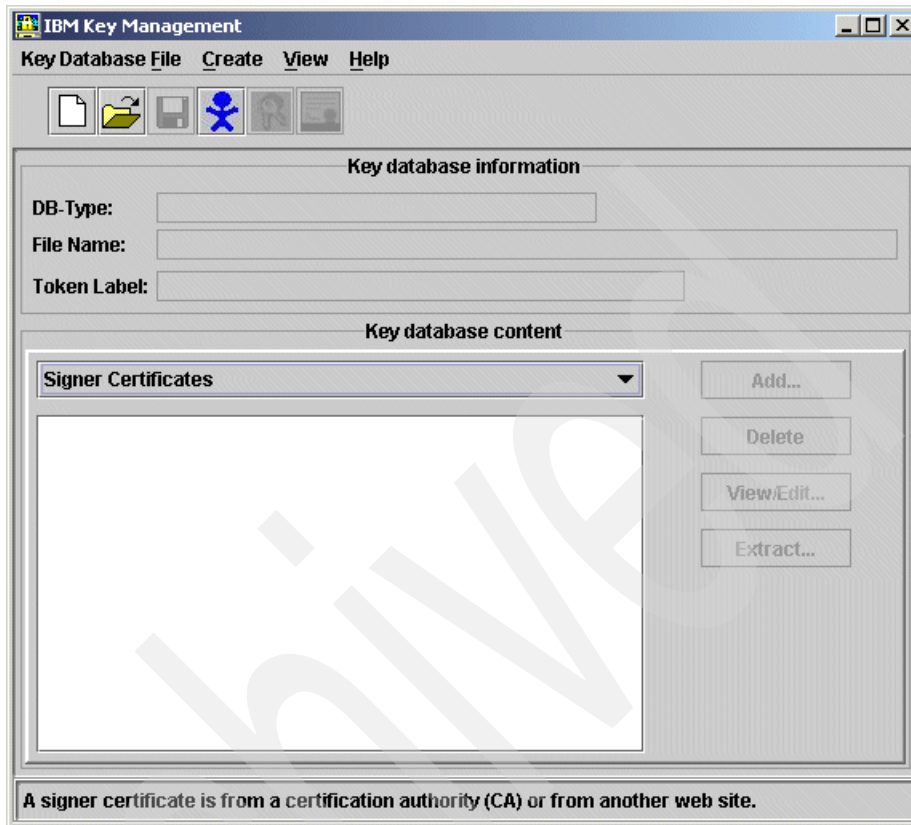 IBM Key Management
Key Database File Create View Help
Key database information
DB-Type:
File Name:
Token Label:
Key database content
Signer Certificates
Add...
Delete
View/Edit...
Extract...
A signer certificate is from a certification authority (CA) or from another web site.